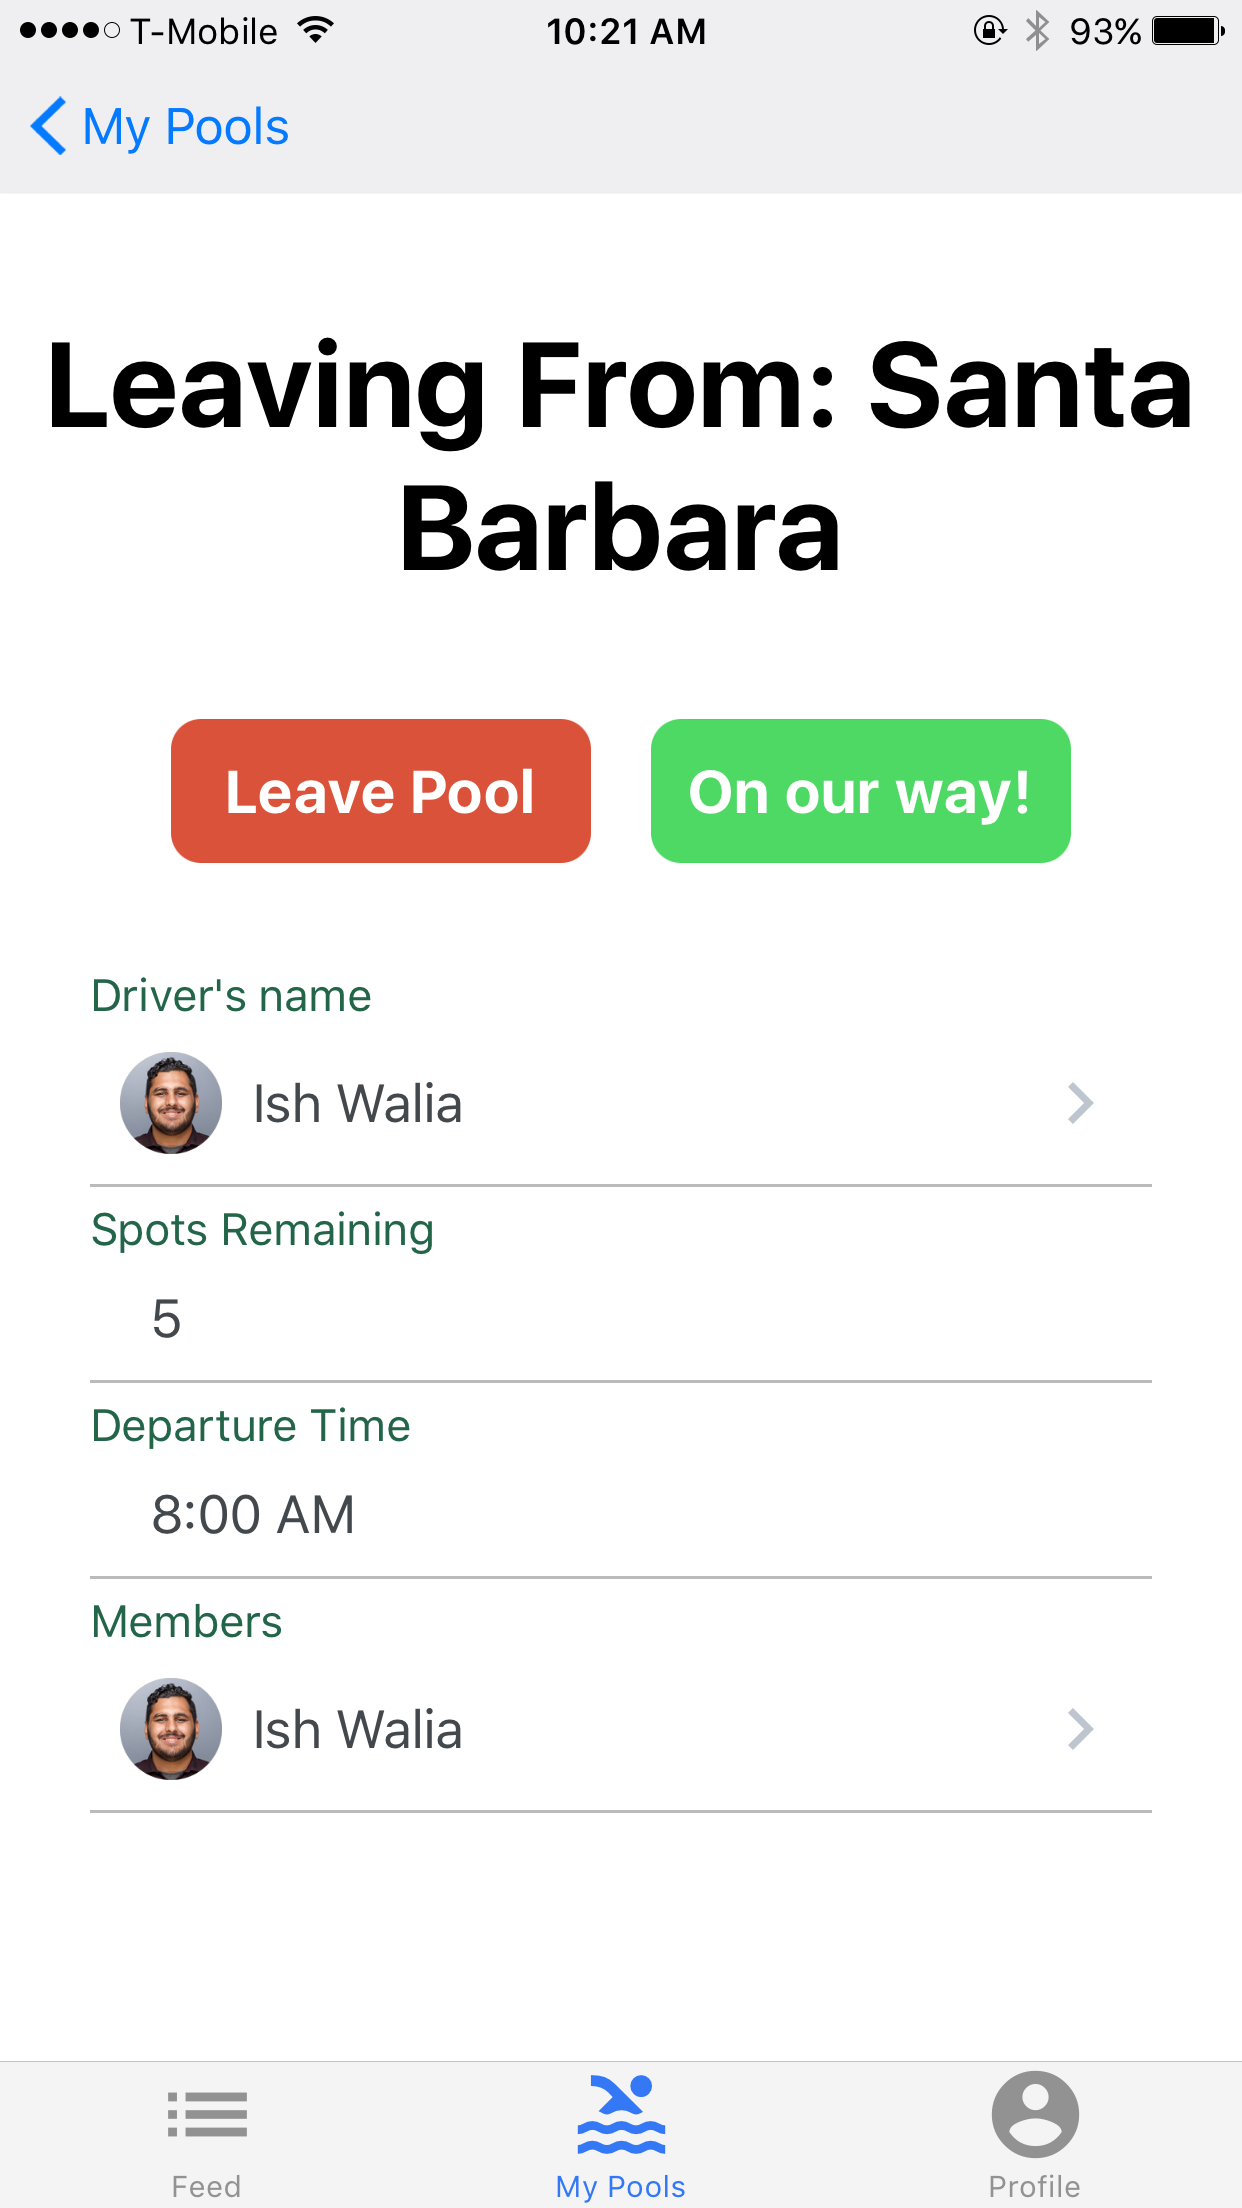 T-Mobile 10:21 AM 93%
My Pools
Leaving From: Santa
Barbara
Leave Pool On our way!
Driver's name
Ish Walia
Spots Remaining
5
Departure Time
8:00 AM
Members
Ish Walia
Feed My Pools Profile